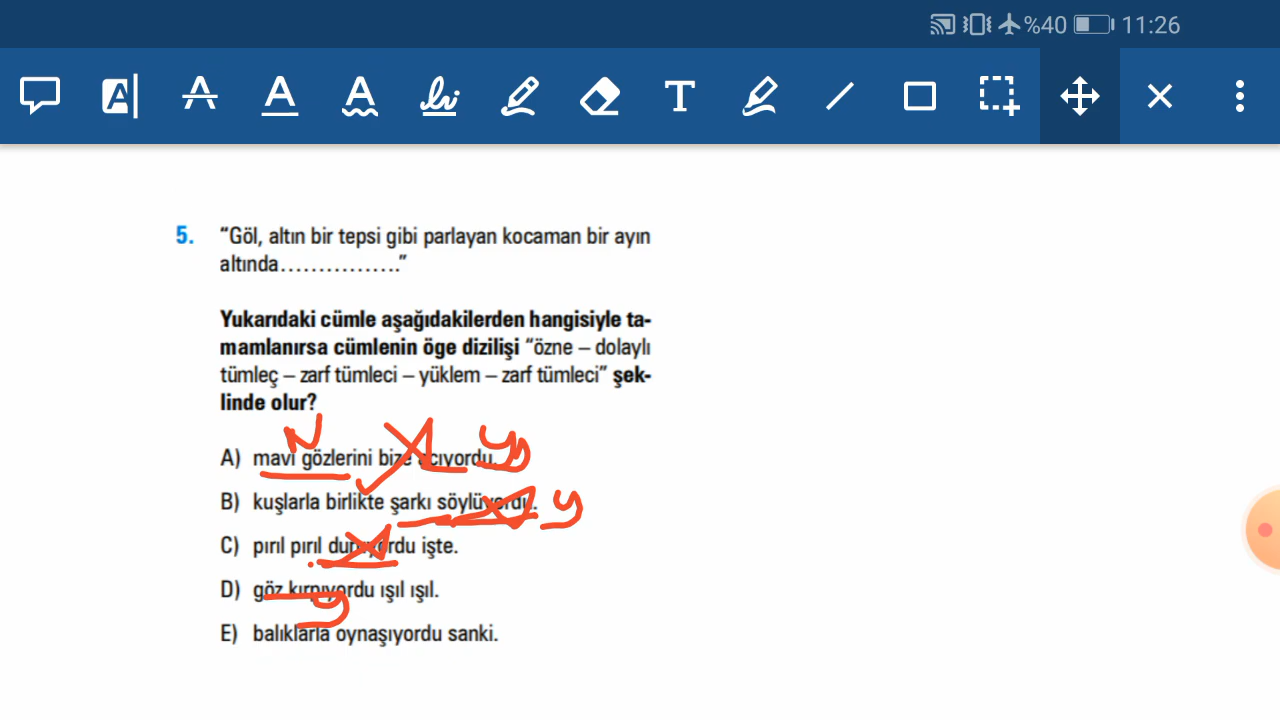 %40 11:26
5. “Göl, altın bir tepsi gibi parlayan kocaman bir ayın
altında................”
Yukarıdaki cümle aşağıdakilerden hangisiyle ta-
mamlanırsa cümlenin öge dizilişi “özne – dolaylı
tümleç – zarf tümleci – yüklem – zarf tümleci” şek-
linde olur?
N
A) mavi gözlerini bize açıyordu. y
B) kuşlarla birlikte şarkı söylüyordu. y
C) pırıl pırıl duruyordu işte.
D) göz kırpıyordu ışıl ışıl.
y
E) balıklarla oynaşıyordu sanki.